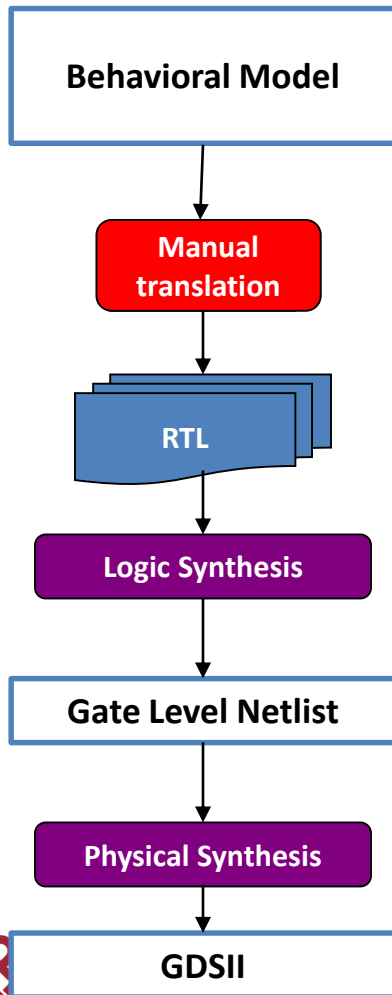 Behavioral Model
Manual
translation
RTL
Logic Synthesis
Gate Level Netlist
Physical Synthesis
GDSII